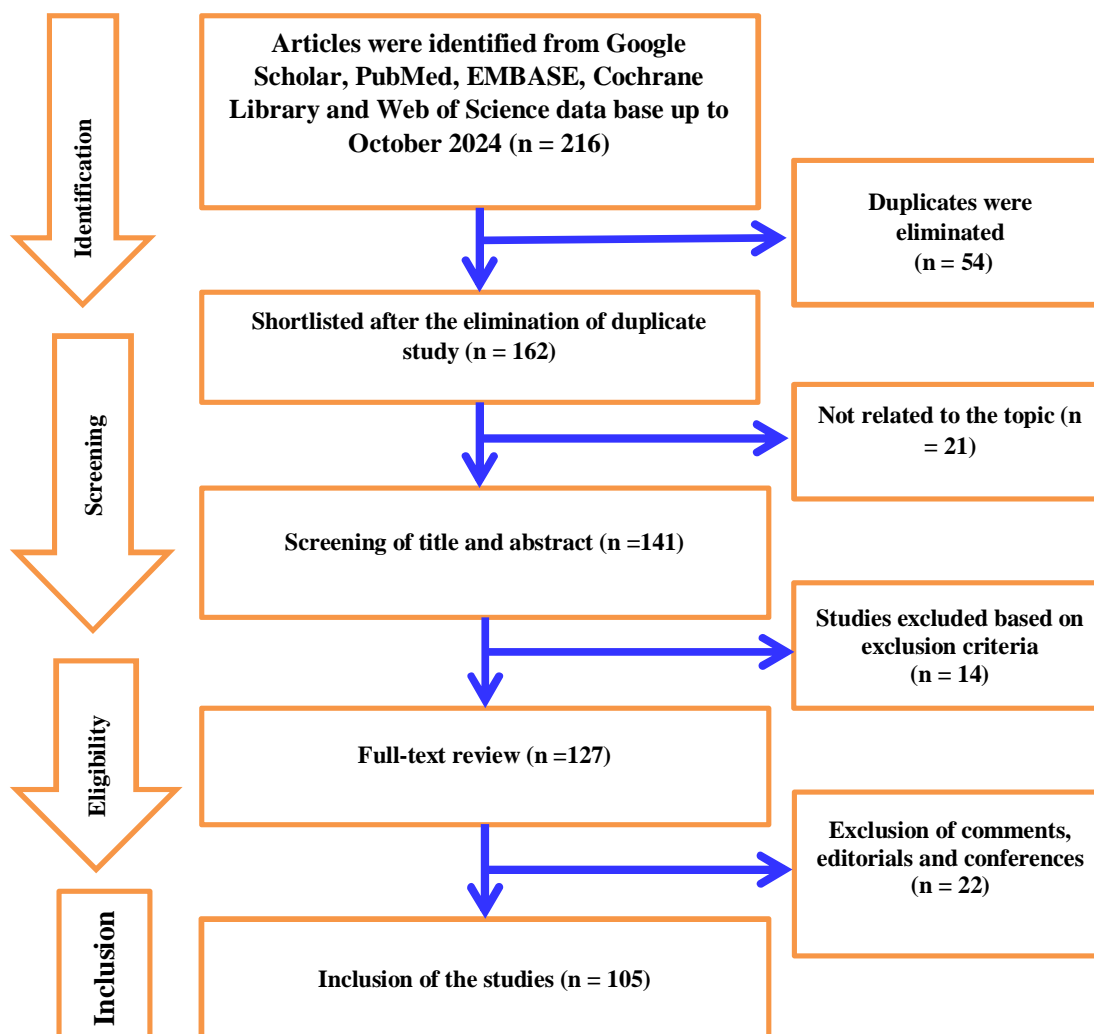 Articles were identified from Google
Scholar, PubMed, EMBASE, Cochrane
Library and Web of Science data base up to
October 2024 (n = 216)
Identification
Duplicates were
eliminated
(n = 54)
Shortlisted after the elimination of duplicate
study (n = 162)
Screening
Not related to the topic (n
= 21)
Screening of title and abstract (n =141)
Studies excluded based on
exclusion criteria
(n = 14)
Eligibility
Full-text review (n =127)
Exclusion of comments,
editorials and conferences
(n = 22)
Inclusion
Inclusion of the studies (n = 105)